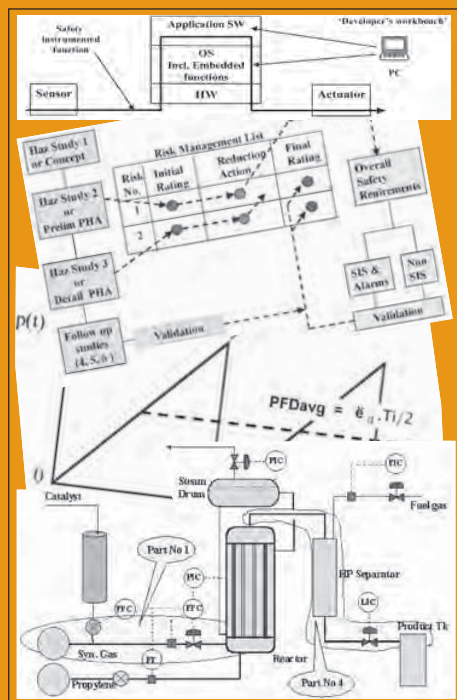 Application SW
'Developer's workbench'
Safety
instrumented
function
OS
Incl. Embedded
functions
HW
PC
Sensor
Actuator
Haz Study 1
or Concept
Haz Study 2
or
Prelim PHA
Haz Study 3
or
Detail PHA
Follow up
studies
(4, 5, 6 )
Risk Management List
Risk
No.
Initial
Rating
Reduction
Action
Final
Rating
1
2
Overall
Safety
SIS &
Alarms
Non
SIS
Validation
Validation
P(t)
0
Ti/2
PIC
Drum
Catalyst
PIC
Fuel gas
Part No 1
PIC
FFC
FFC
HP Separator
LIC
Product Tk
Syn. Gas
FT
Reactor
Propylene
Part No 4